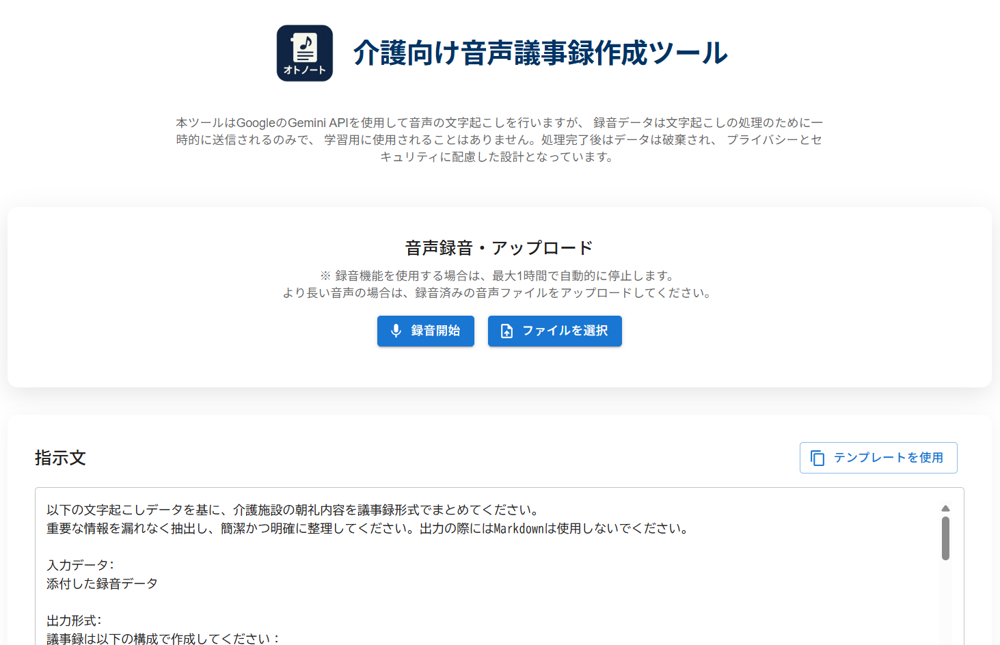 オトノート
介護向け音声議事録作成ツール
本ツールはGoogleのGemini APIを使用して音声の文字起こしを行いますが、 録音データは文字起こしの処理のために一
時的に送信されるのみで、 学習用に使用されることはありません。処理完了後はデータは破棄され、 プライバシーとセ
キュリティに配慮した設計となっています。
音声録音・アップロード
※ 録音機能を使用する場合は、最大1時間で自動的に停止します。
より長い音声の場合は、録音済みの音声ファイルをアップロードしてください。
録音開始
ファイルを選択
指示文
テンプレートを使用
以下の文字起こしデータを基に、介護施設の朝礼内容を議事録形式でまとめてください。
重要な情報を漏れなく抽出し、簡潔かつ明確に整理してください。出力の際にはMarkdownは使用しないでください。
入力データ:
添付した録音データ
出力形式:
議事録は以下の構成で作成してください：